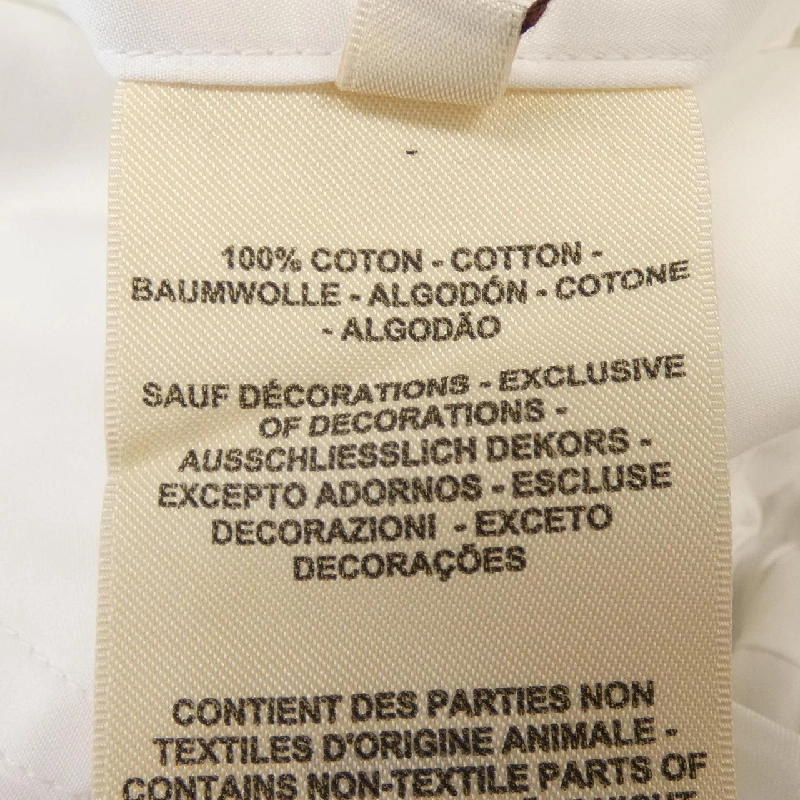 -
100% COTON - COTTON -
BAUMWOLLE - ALGODÓN - COTONE
- ALGODÃO
SAUF DÉCORATIONS - EXCLUSIVE
OF DECORATIONS -
AUSSCHLIESSLICH DEKORS -
EXCEPTO ADORNOS - ESCLUSE
DECORAZIONI - EXCETO
DECORAÇÕES
CONTIENT DES PARTIES NON
TEXTILES D'ORIGINE ANIMALE -
CONTAINS NON-TEXTILE PARTS OF